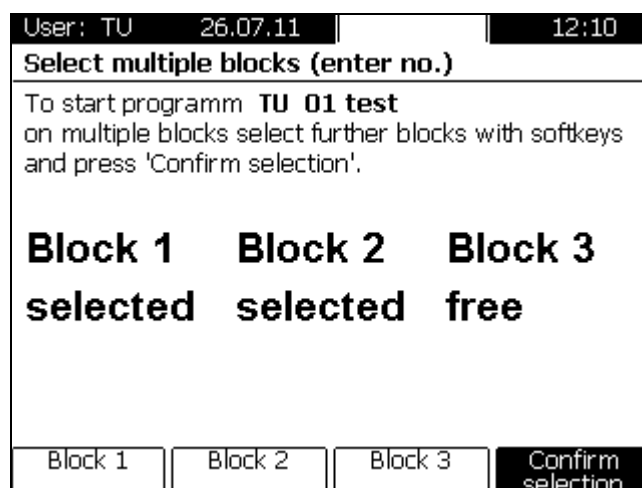 User: TU 26.07.11 12:10
Select multiple blocks (enter no.)
To start programm TU 01 test
on multiple blocks select further blocks with softkeys
and press 'Confirm selection'.
Block 1 Block 2 Block 3
selected selected free
Block 1 Block 2 Block 3 Confirm
selection